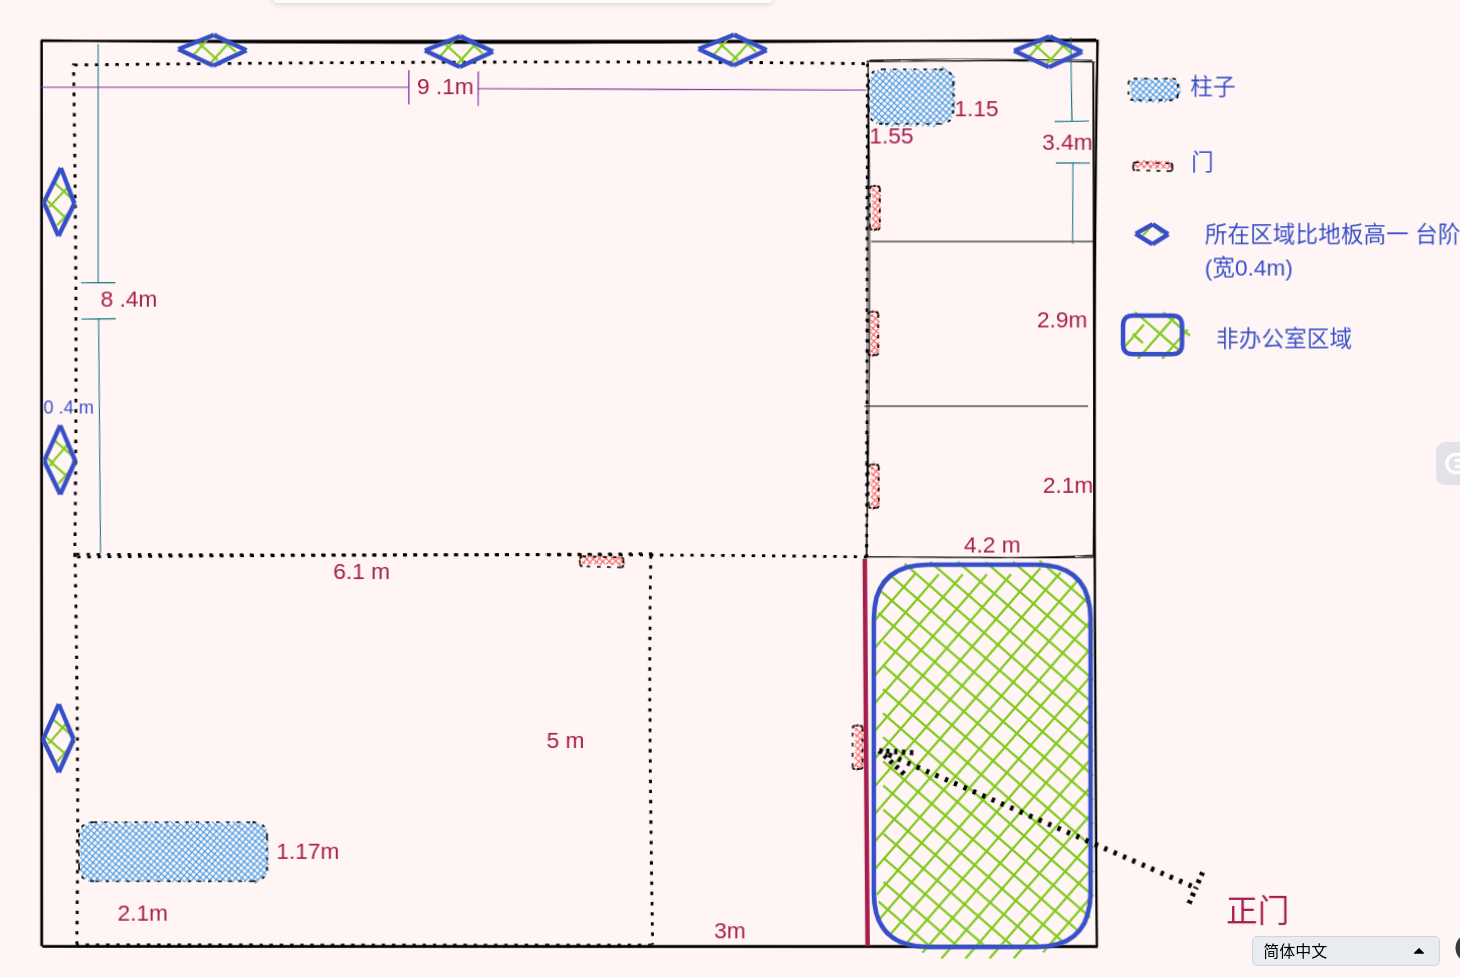 9 .1m
柱子
1.15
1.55
3.4m
门
所在区域比地板高一 台阶
(宽0.4m)
8 .4m
2.9m
非办公室区域
0 .4 m
2.1m
4.2 m
6.1 m
5 m
1.17m
2.1m
3m
正门
简体中文